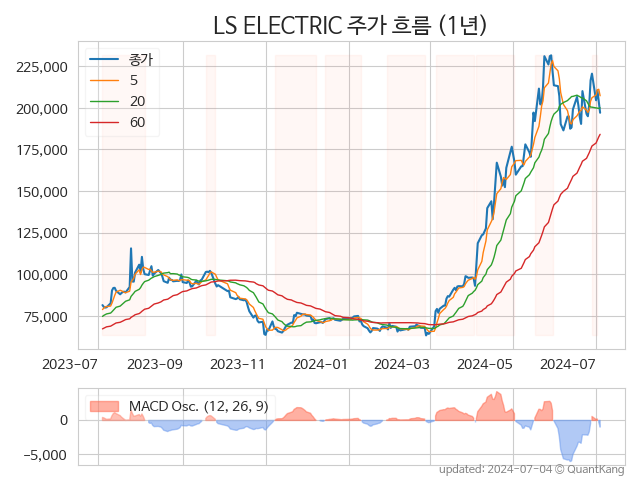 LS ELECTRIC 주가 흐름 (1년)
종가
5
20
60
225,000
200,000
175,000
150,000
125,000
100,000
75,000
2023−07 2023−09 2023−11 2024−01 2024−03 2024−05 2024−07
MACD Osc. (12, 26, 9)
0
−5,000
updated: 2024-07-04 © QuantKang